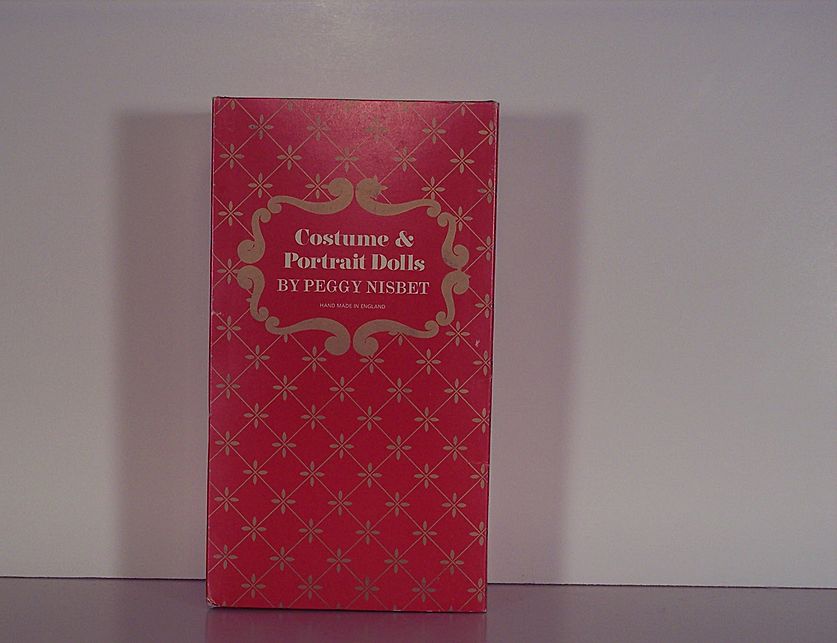 Costume &
Portrait Dolls
BY PEGGY NISBET
HAND MADE IN ENGLAND